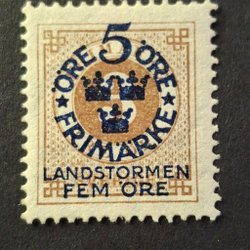 ÖRE 5 ÖRE
FRIMÄRKE
LANDSTORMEN
FEM ÖRE